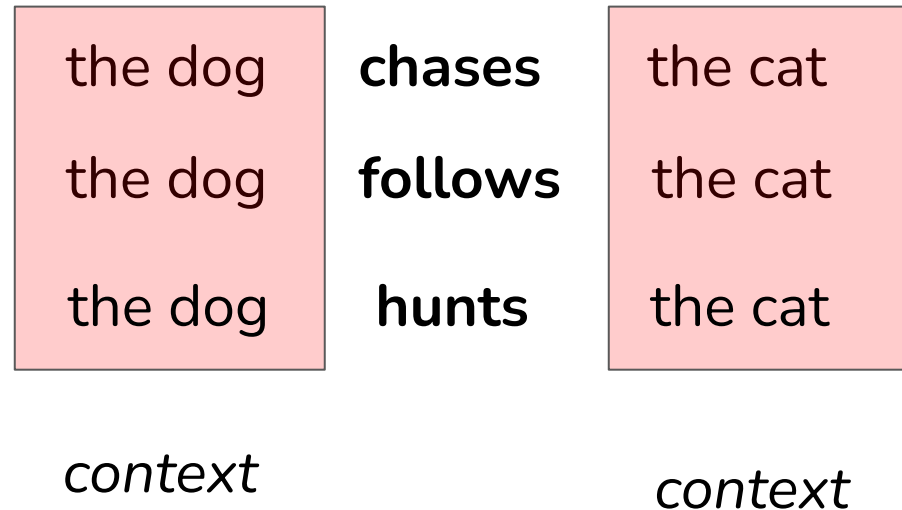 the dog chases the cat
the dog follows the cat
the dog hunts the cat
context context